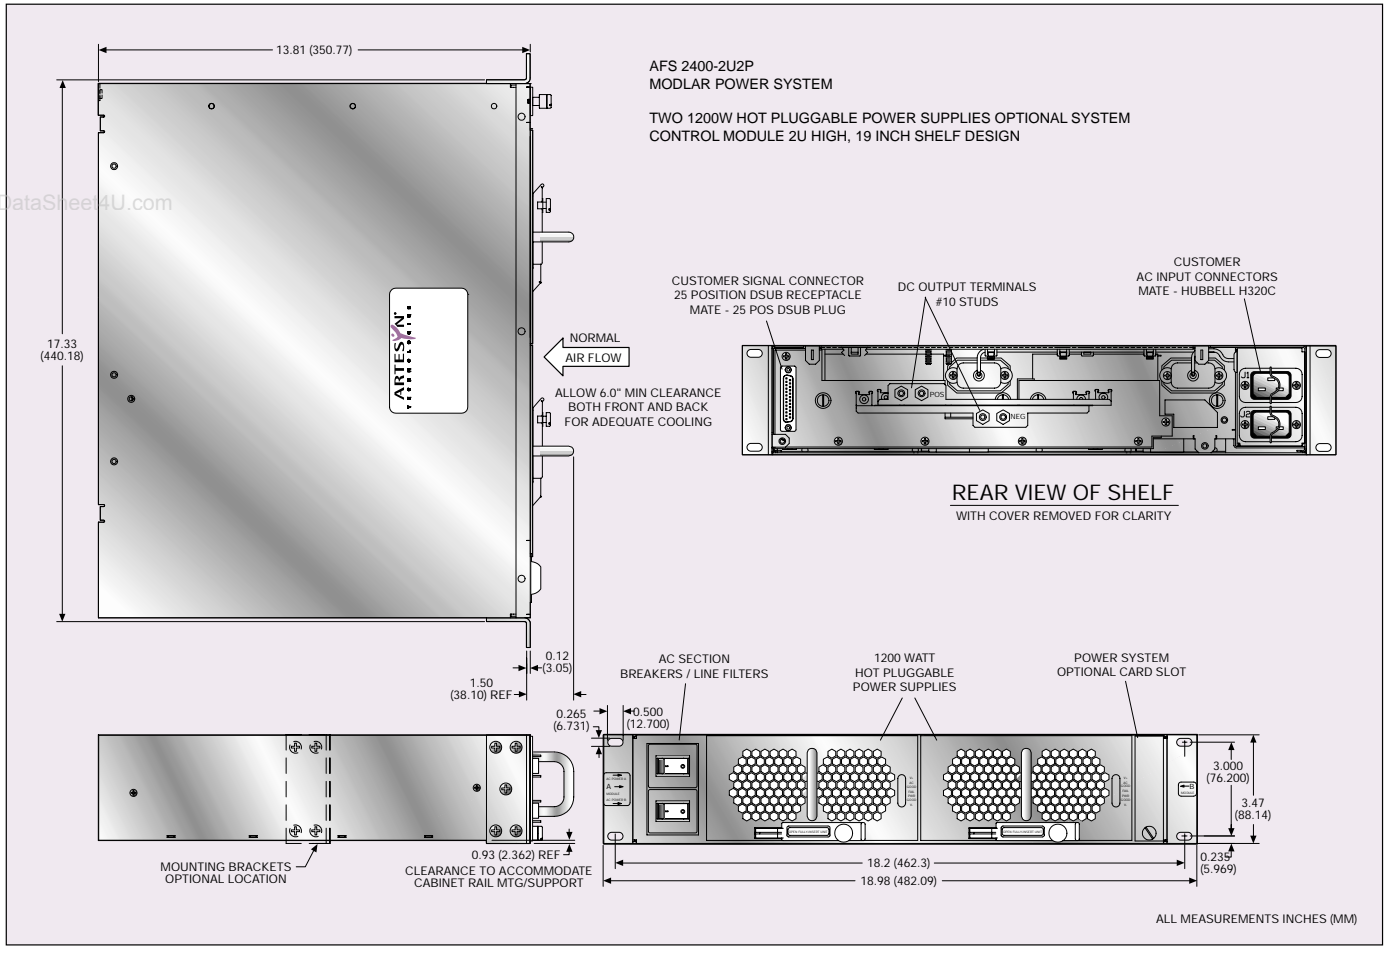 13.81 (350.77)
AFS 2400-2U2P
MODLAR POWER SYSTEM
TWO 1200W HOT PLUGGABLE POWER SUPPLIES OPTIONAL SYSTEM
CONTROL MODULE 2U HIGH, 19 INCH SHELF DESIGN
DataSheet4U.com
17.33
(440.18)
ARTESYN
NORMAL
AIR FLOW
ALLOW 6.0" MIN CLEARANCE
BOTH FRONT AND BACK
FOR ADEQUATE COOLING
CUSTOMER SIGNAL CONNECTOR
25 POSITION DSUB RECEPTACLE
MATE - 25 POS DSUB PLUG
DC OUTPUT TERMINALS
#10 STUDS
CUSTOMER
AC INPUT CONNECTORS
MATE - HUBBELL H320C
POS
NEG
J1
J2
REAR VIEW OF SHELF
WITH COVER REMOVED FOR CLARITY
0.12
(3.05)
1.50
(38.10) REF
0.265
(6.731)
0.500
(12.700)
AC SECTION
BREAKERS / LINE FILTERS
1200 WATT
HOT PLUGGABLE
POWER SUPPLIES
POWER SYSTEM
OPTIONAL CARD SLOT
A
MODULE
B
MODULE
3.000
(76.200)
3.47
(88.14)
0.235
(5.969)
18.2 (462.3)
18.98 (482.09)
MOUNTING BRACKETS
OPTIONAL LOCATION
0.93 (2.362) REF
CLEARANCE TO ACCOMMODATE
CABINET RAIL MTG/SUPPORT
ALL MEASUREMENTS INCHES (MM)